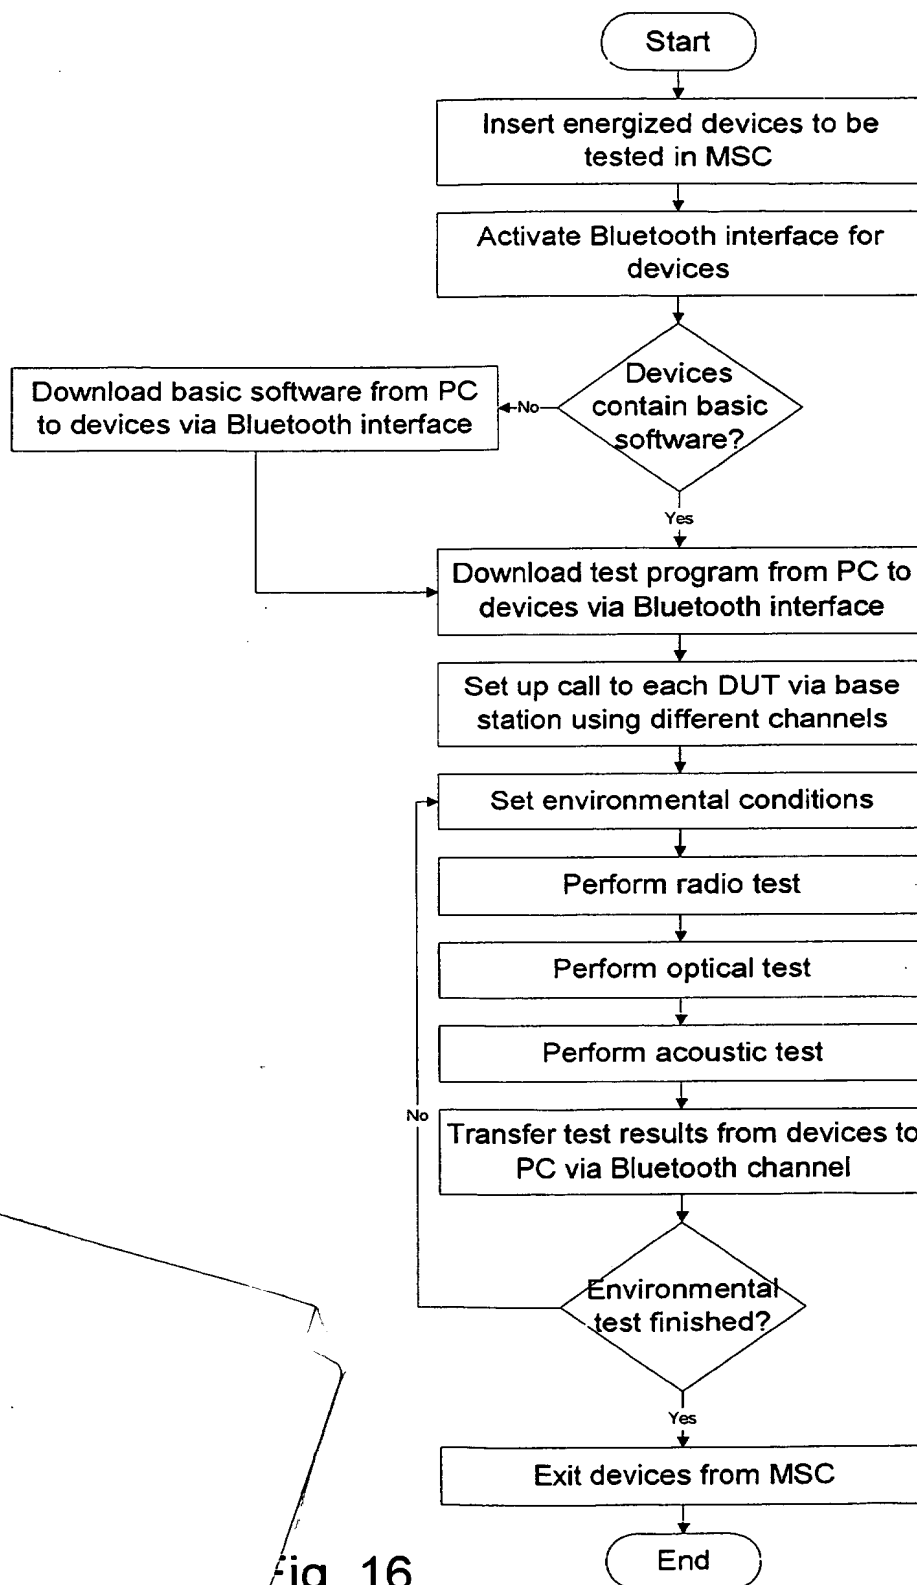 Start
Insert energized devices to be
tested in MSC
Activate Bluetooth interface for
devices
Devices
contain basic
software?
No
Download basic software from PC
to devices via Bluetooth interface
Yes
Download test program from PC to
devices via Bluetooth interface
Set up call to each DUT via base
station using different channels
Set environmental conditions
Perform radio test
Perform optical test
Perform acoustic test
Transfer test results from devices to
PC via Bluetooth channel
No
Environmental
test finished?
Yes
Exit devices from MSC
End
Fig. 16